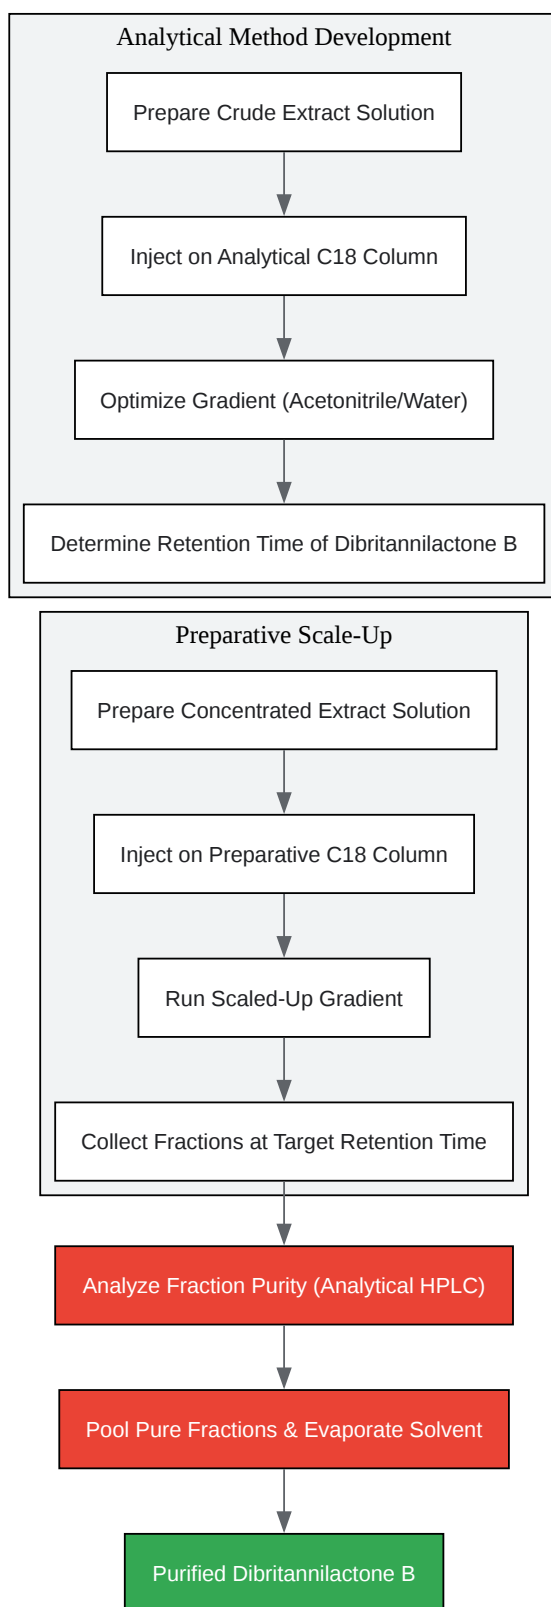 Analytical Method Development
Prepare Crude Extract Solution
Inject on Analytical C18 Column
Optimize Gradient (Acetonitrile/Water)
Determine Retention Time of Dibritannilactone B
Preparative Scale-Up
Prepare Concentrated Extract Solution
Inject on Preparative C18 Column
Run Scaled-Up Gradient
Collect Fractions at Target Retention Time
Analyze Fraction Purity (Analytical HPLC)
Pool Pure Fractions & Evaporate Solvent
Purified Dibritannilactone B